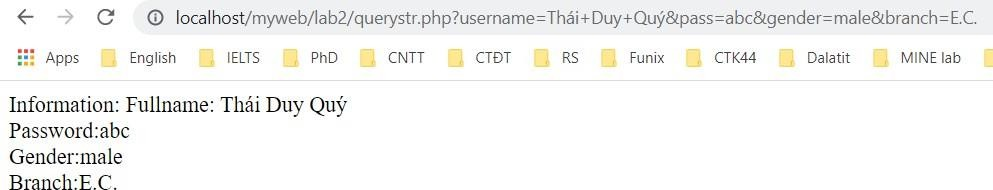 localhost/myweb/lab2/querystr.php?username=Thái+Duy+Quý&pass=abc&gender=male&branch=E.C.
Apps English IELTS PhD CNTT CTĐT RS Funix CTK44 Dalatit MINE lab
Information: Fullname: Thái Duy Quý
Password:abc
Gender:male
Branch:E.C.